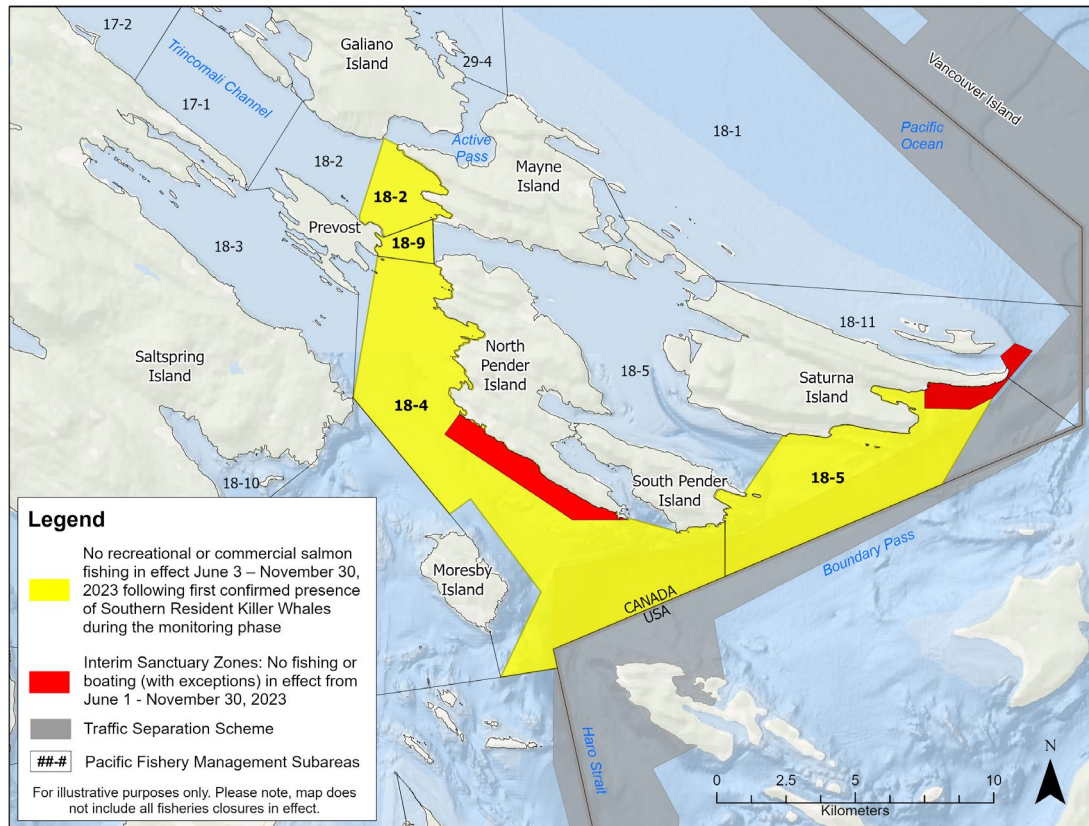 17-2
Galiano
Island
29-4
Trincomali Channel
17-1
Vancouver Island
18-1
Pacific
Ocean
Active
Pass
18-2
Mayne
Island
18-2
Prevost
18-9
18-3
18-11
North
Pender
Island
18-5
Saltspring
Island
Saturna
Island
18-4
18-5
South Pender
Island
18-10
Moresby
Island
Boundary Pass
CANADA
USA
Haro Strait
Legend
No recreational or commercial salmon
fishing in effect June 3 – November 30,
2023 following first confirmed presence
of Southern Resident Killer Whales
during the monitoring phase
Interim Sanctuary Zones: No fishing or
boating (with exceptions) in effect from
June 1 - November 30, 2023
Traffic Separation Scheme
##-# Pacific Fishery Management Subareas
For illustrative purposes only. Please note, map does
not include all fisheries closures in effect.
N
0 2.5 5 10
Kilometers